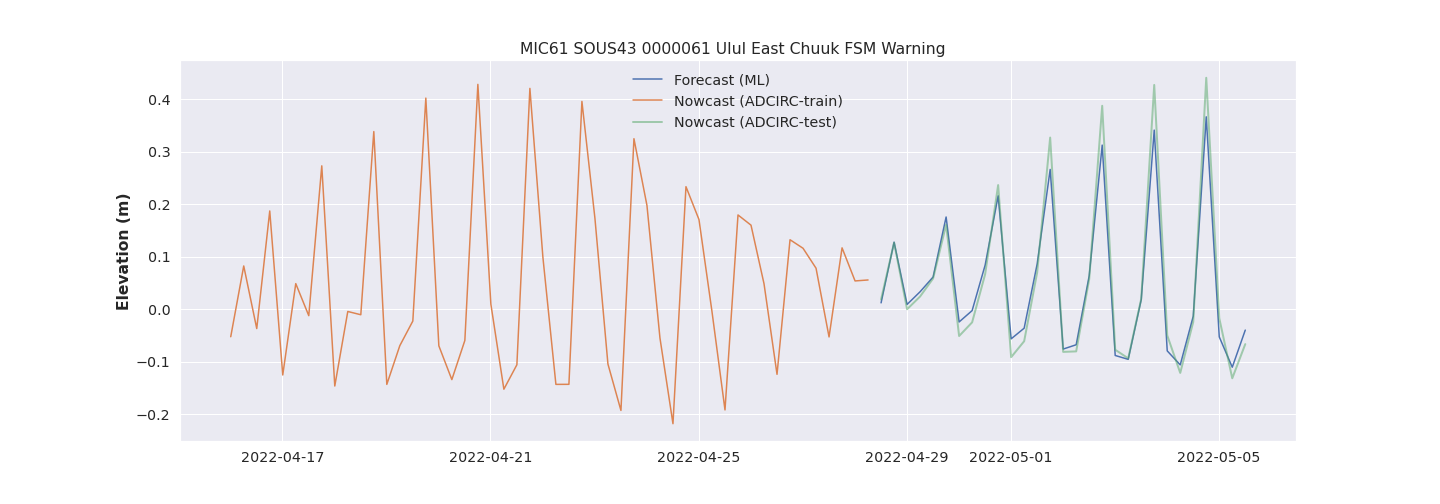 MIC61 SOUS43 0000061 Ulul East Chuuk FSM Warning
Forecast (ML)
Nowcast (ADCIRC-train)
Nowcast (ADCIRC-test)
Elevation (m)
0.4
0.3
0.2
0.1
0.0
−0.1
−0.2
2022-04-17 2022-04-21 2022-04-25 2022-04-29 2022-05-01 2022-05-05